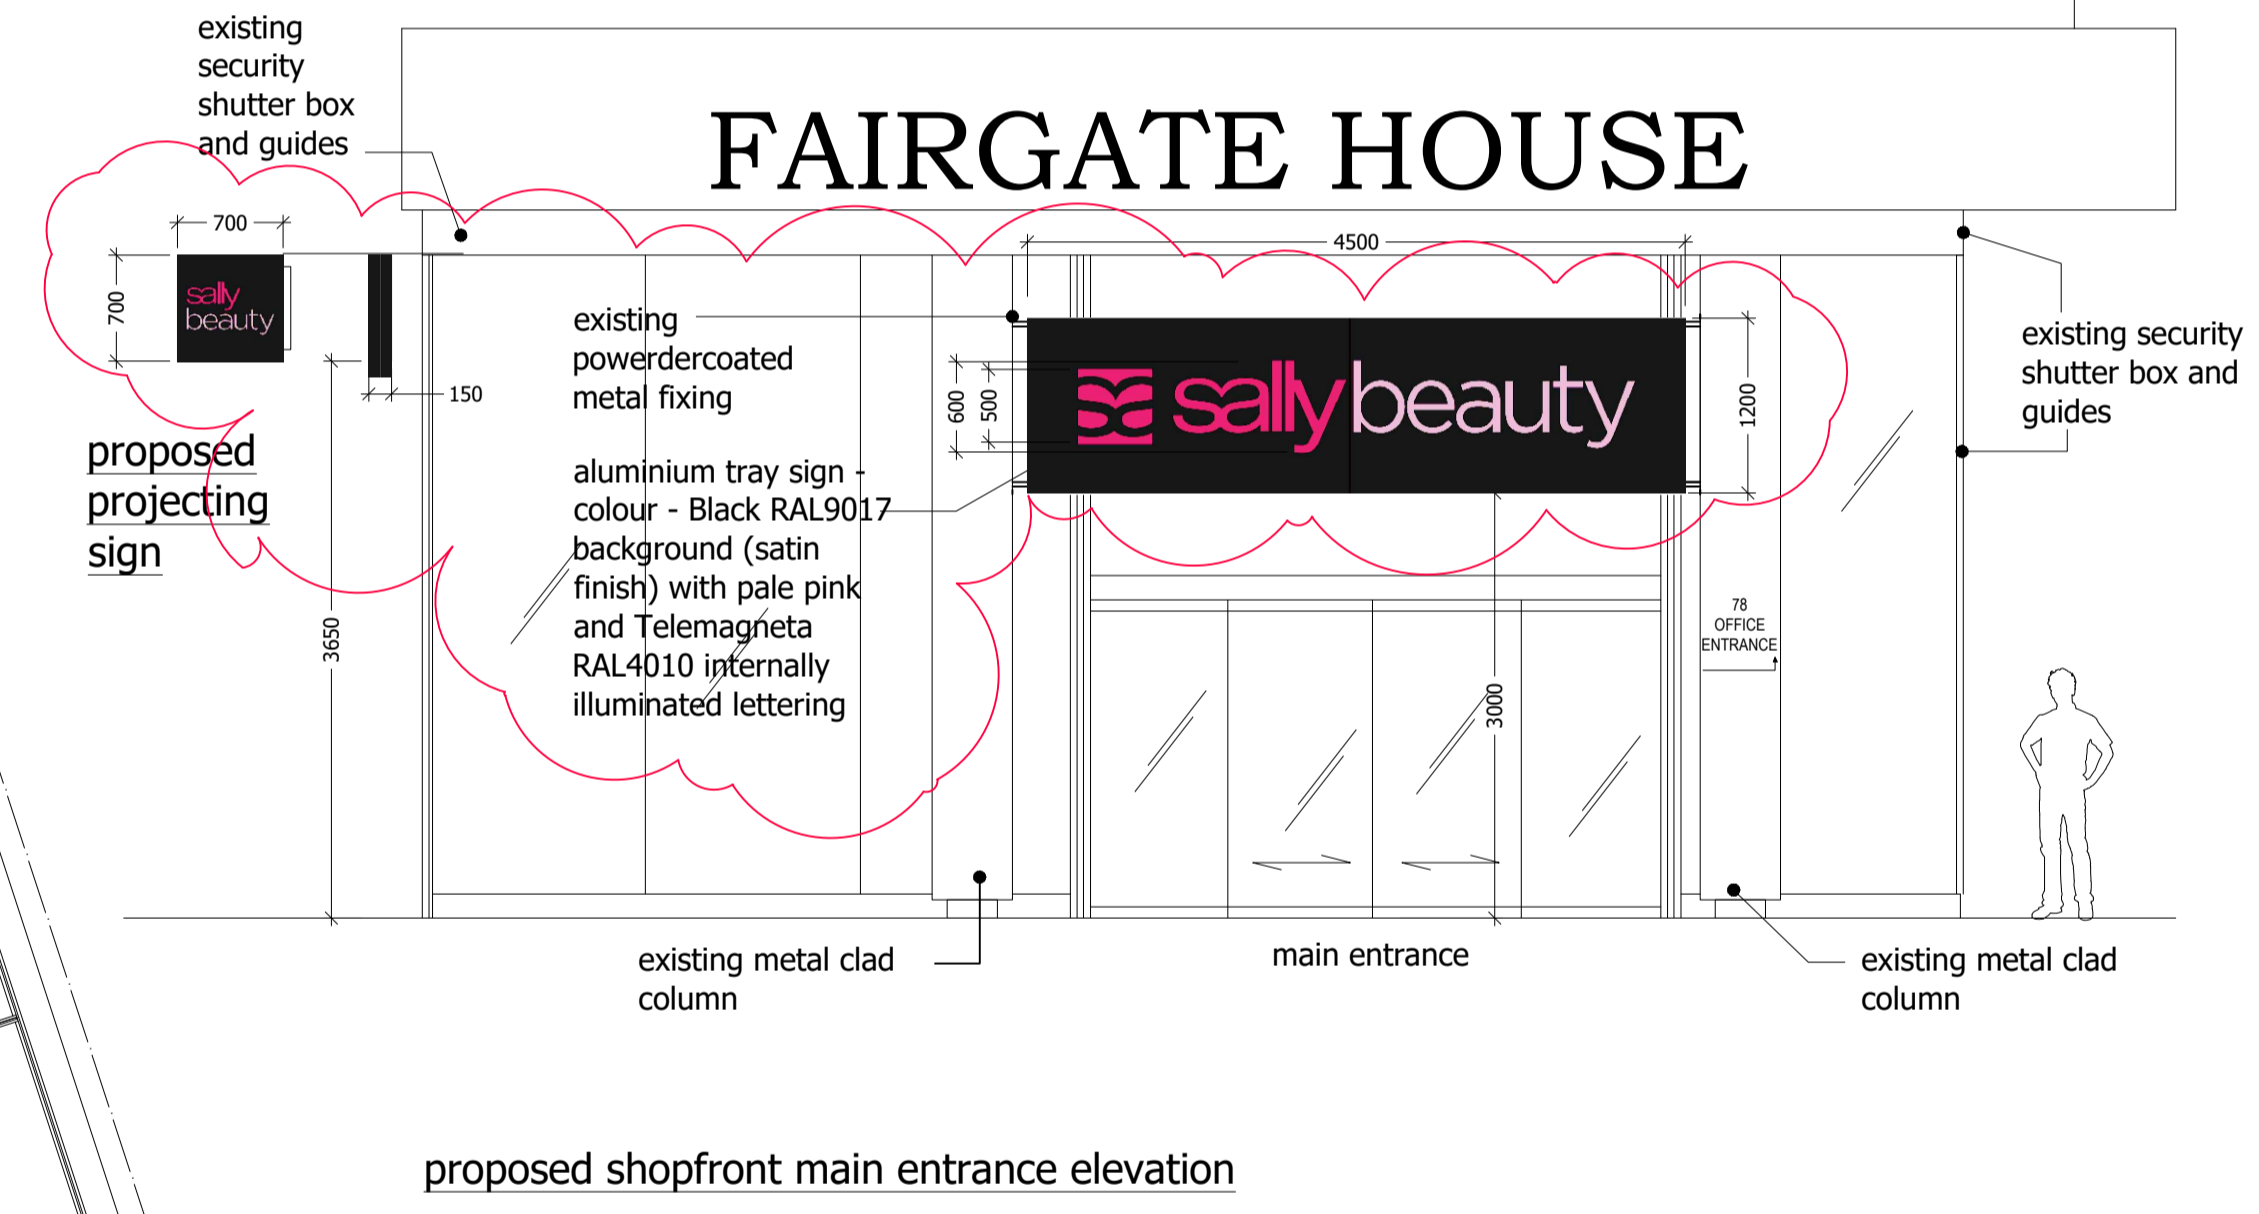 existing
security
shutter box
and guides
FAIRGATE HOUSE
700
700
sally
beauty
150
3650
proposed
projecting
sign
existing
powerdercoated
metal fixing
aluminium tray sign -
colour - Black RAL9017
background (satin
finish) with pale pink
and Telemagneta
RAL4010 internally
illuminated lettering
4500
600
500
sallybeauty
1200
3000
78
OFFICE
ENTRANCE
existing security
shutter box and
guides
existing metal clad
column
main entrance
existing metal clad
column
proposed shopfront main entrance elevation